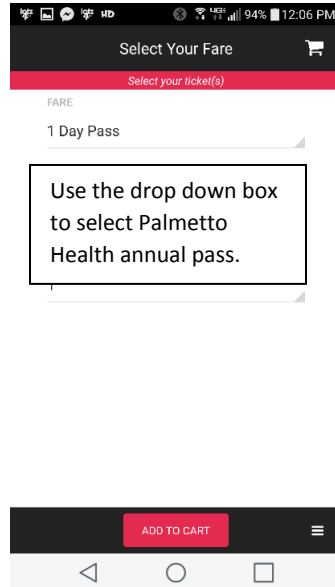 HD 94% 12:06 PM
Select Your Fare
Select your ticket(s)
FARE
1 Day Pass
Use the drop down box
to select Palmetto
Health annual pass.
ADD TO CART